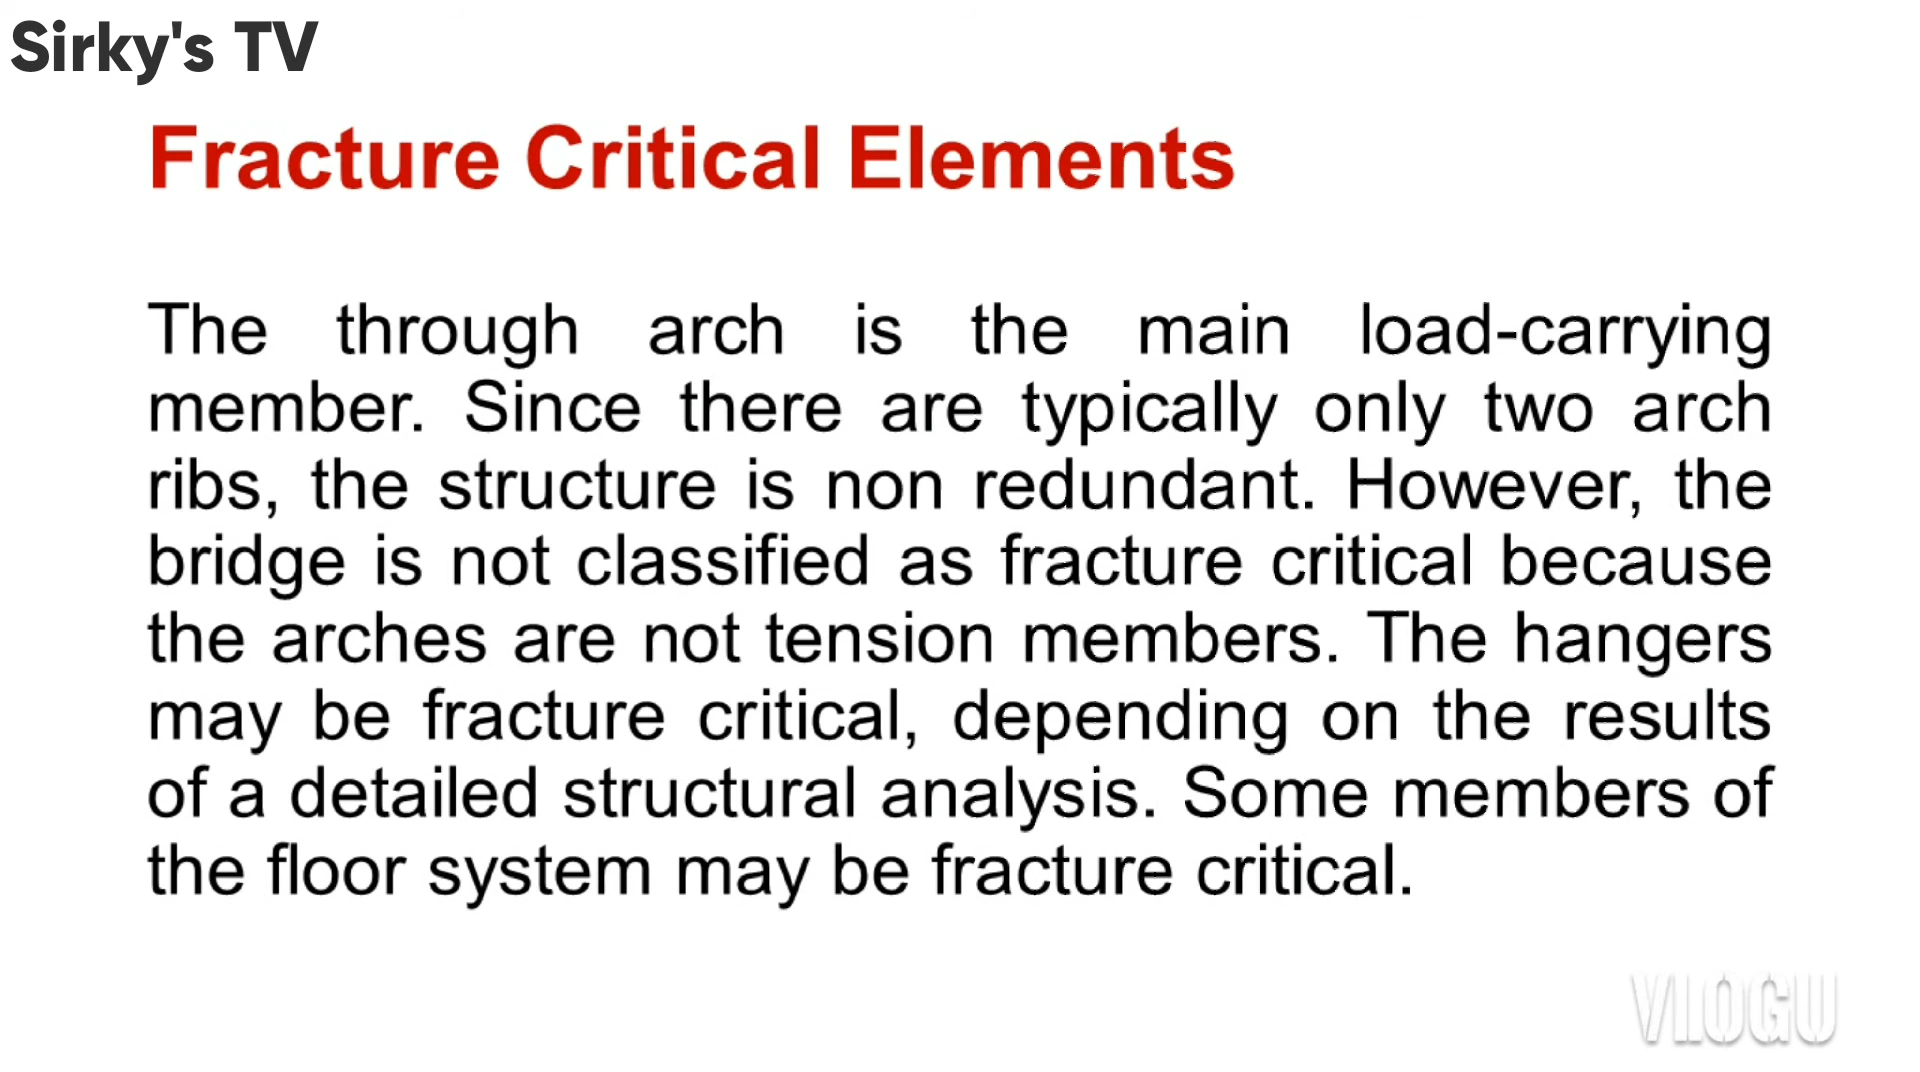 Sirky's TV
Fracture Critical Elements
The through arch is the main load-carrying
member. Since there are typically only two arch
ribs, the structure is non redundant. However, the
bridge is not classified as fracture critical because
the arches are not tension members. The hangers
may be fracture critical, depending on the results
of a detailed structural analysis. Some members of
the floor system may be fracture critical.
VLOGU